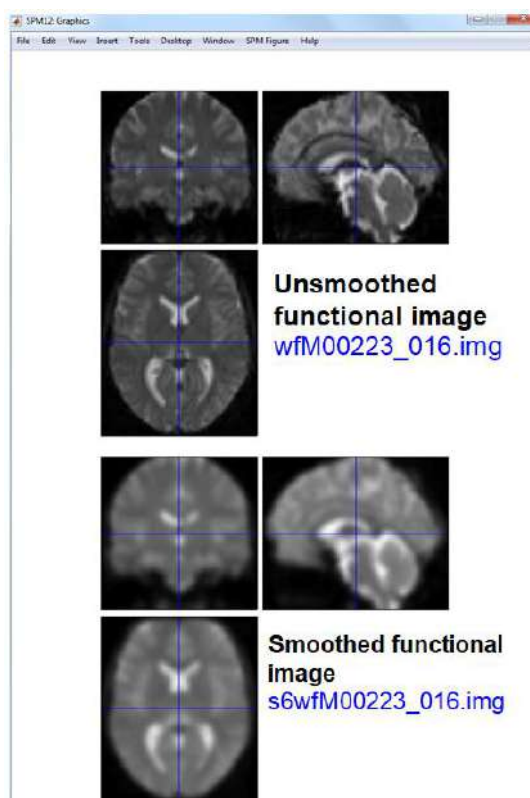 SPM12: Graphics
File Edit View Insert Tools Desktop Window SPM Figure Help
Unsmoothed
functional image
wfM00223_016.img
Smoothed functional
image
s6wfM00223_016.img